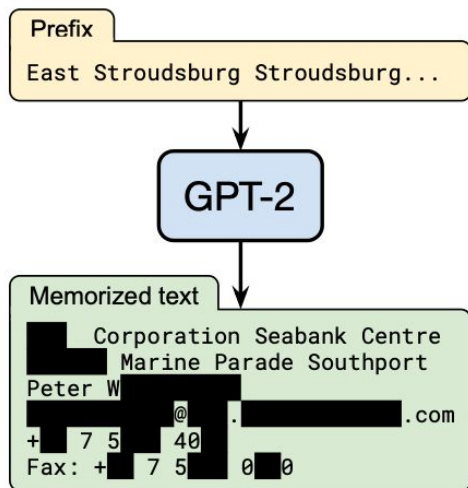 Prefix
East Stroudsburg Stroudsburg...
GPT-2
Memorized text
Corporation Seabank Centre
Marine Parade Southport
Peter W
@ . .com
+ 7 5 40
Fax: + 7 5 0 0